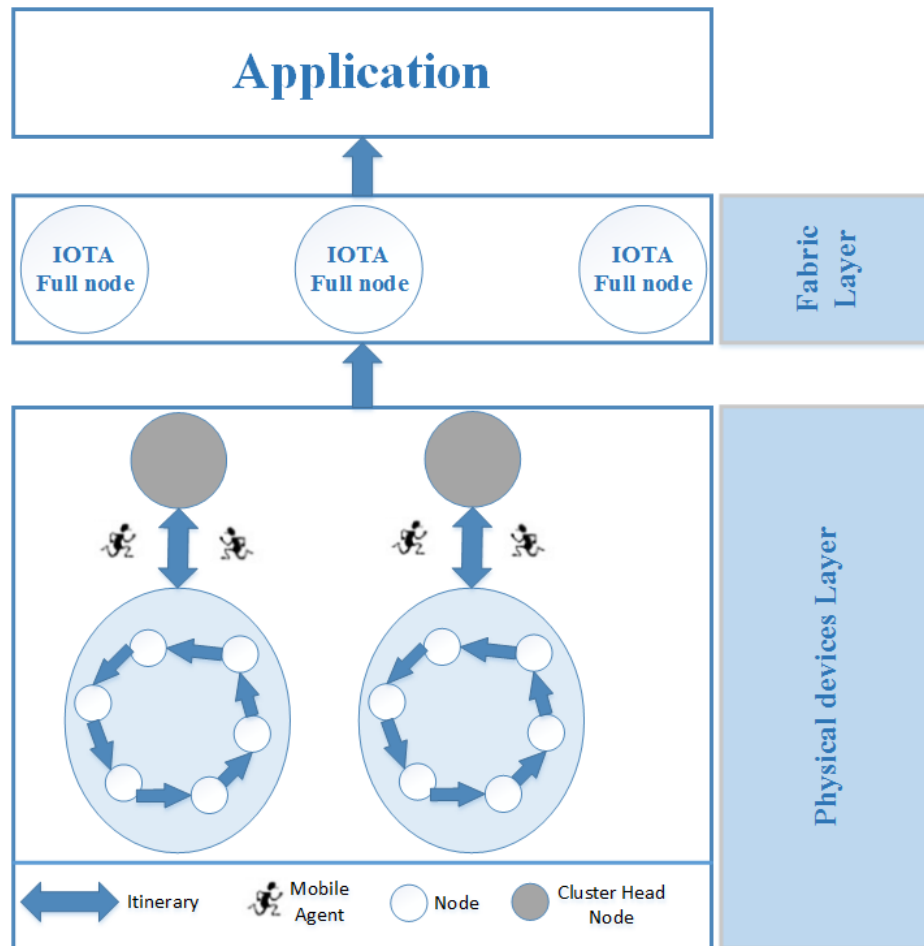 Application
IOTA
Full node
IOTA
Full node
IOTA
Full node
Fabric
Layer
Physical devices Layer
Itinerary
Mobile
Agent
Node
Cluster Head
Node